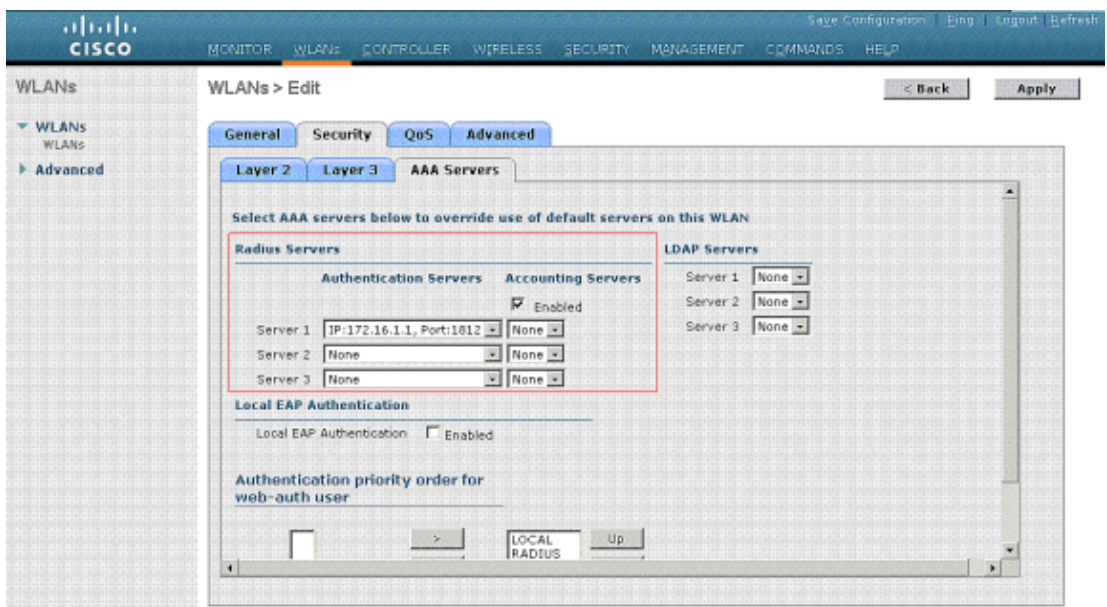 Save Configuration | Ping | Logout | Refresh
CISCO
MONITOR WLANs CONTROLLER WIRELESS SECURITY MANAGEMENT COMMANDS HELP
WLANs
WLANs > Edit
< Back
Apply
WLANs
WLANs
Advanced
General Security QoS Advanced
Layer 2 Layer 3 AAA Servers
Select AAA servers below to override use of default servers on this WLAN
Radius Servers
LDAP Servers
Authentication Servers Accounting Servers
Enabled
Server 1 IP:172.16.1.1, Port:1812 None
Server 2 None None
Server 3 None None
Server 1 None
Server 2 None
Server 3 None
Local EAP Authentication
Local EAP Authentication Enabled
Authentication priority order for
web-auth user
>
LOCAL
RADIUS
Up